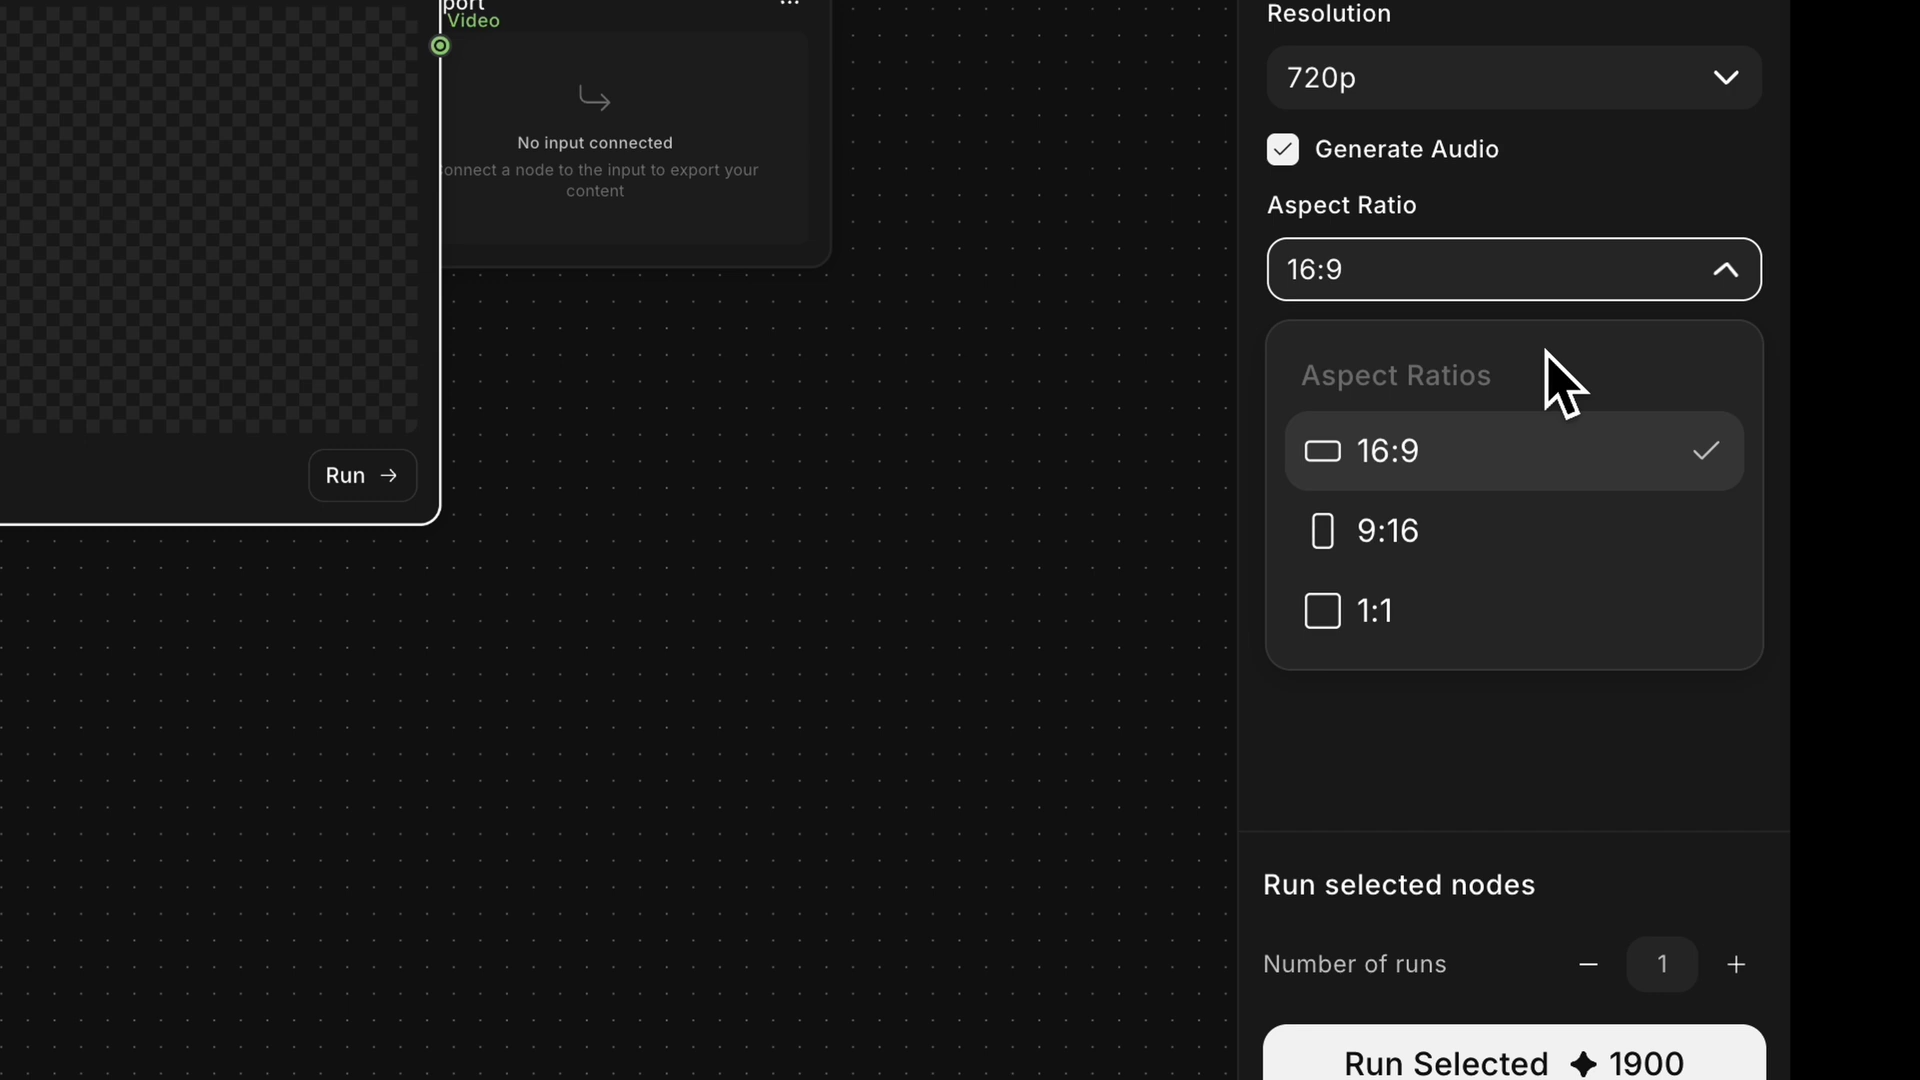 port
Video
No input connected
onnect a node to the input to export your
content
Run
Resolution
720p
Generate Audio
Aspect Ratio
16:9
Aspect Ratios
16:9
9:16
1:1
Run selected nodes
Number of runs
1
Run Selected 1900